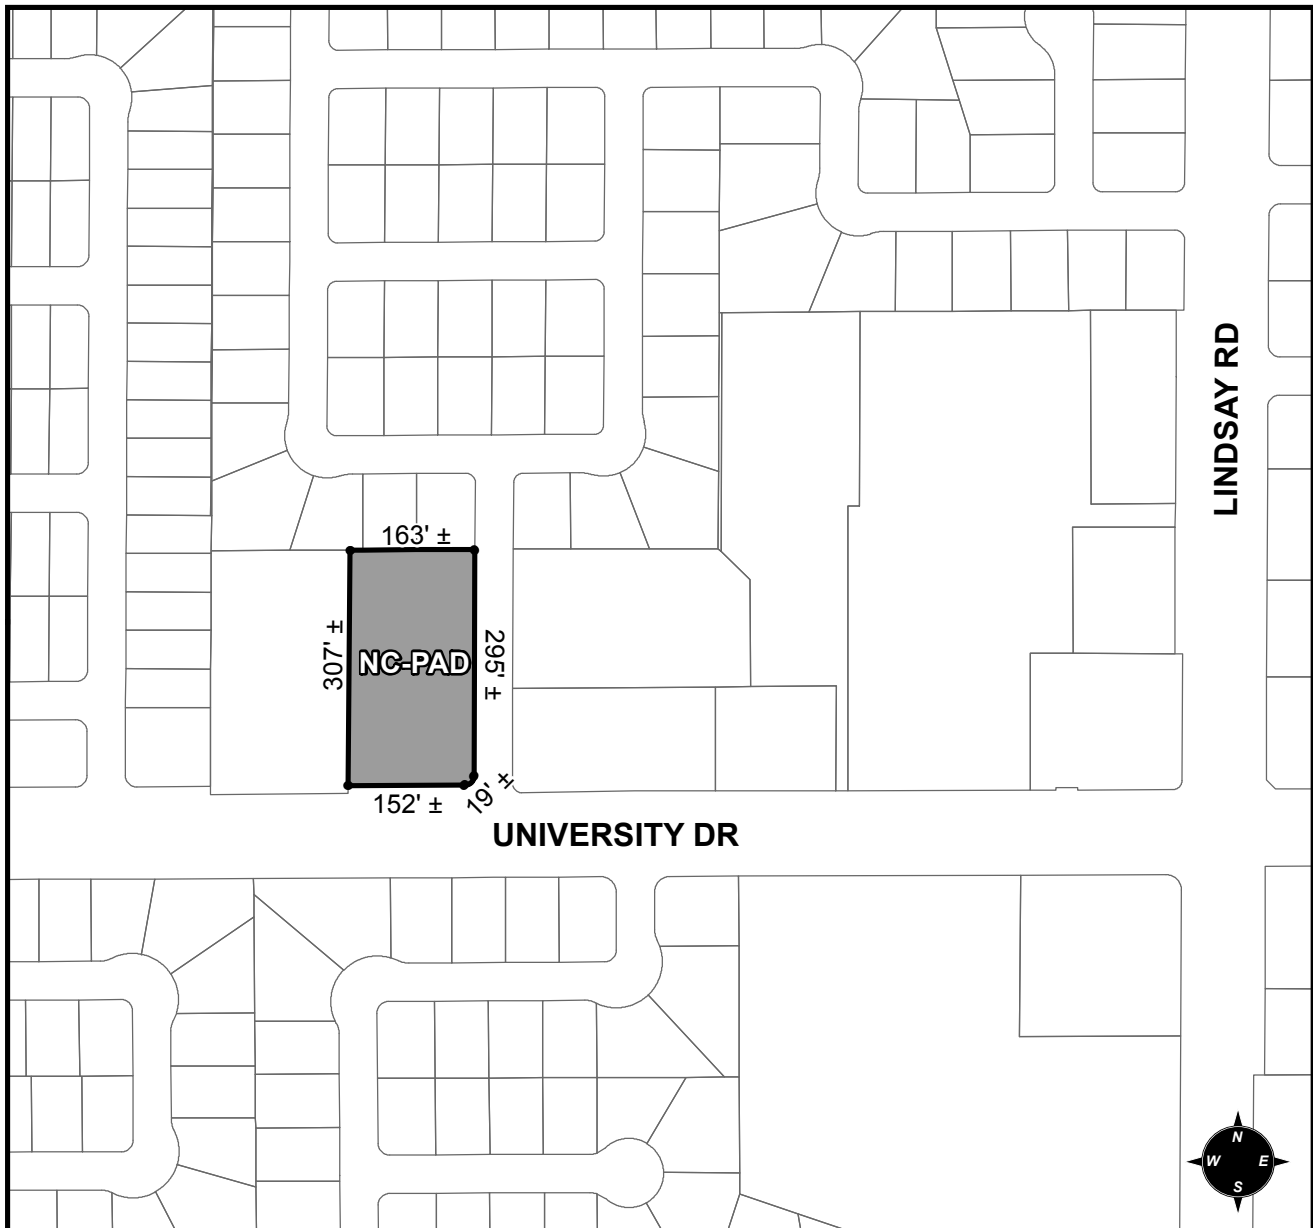 LINDSAY RD
163' ±
307' ±
NC-PAD
295' ±
152' ±
19' ±
UNIVERSITY DR
N
W E
S